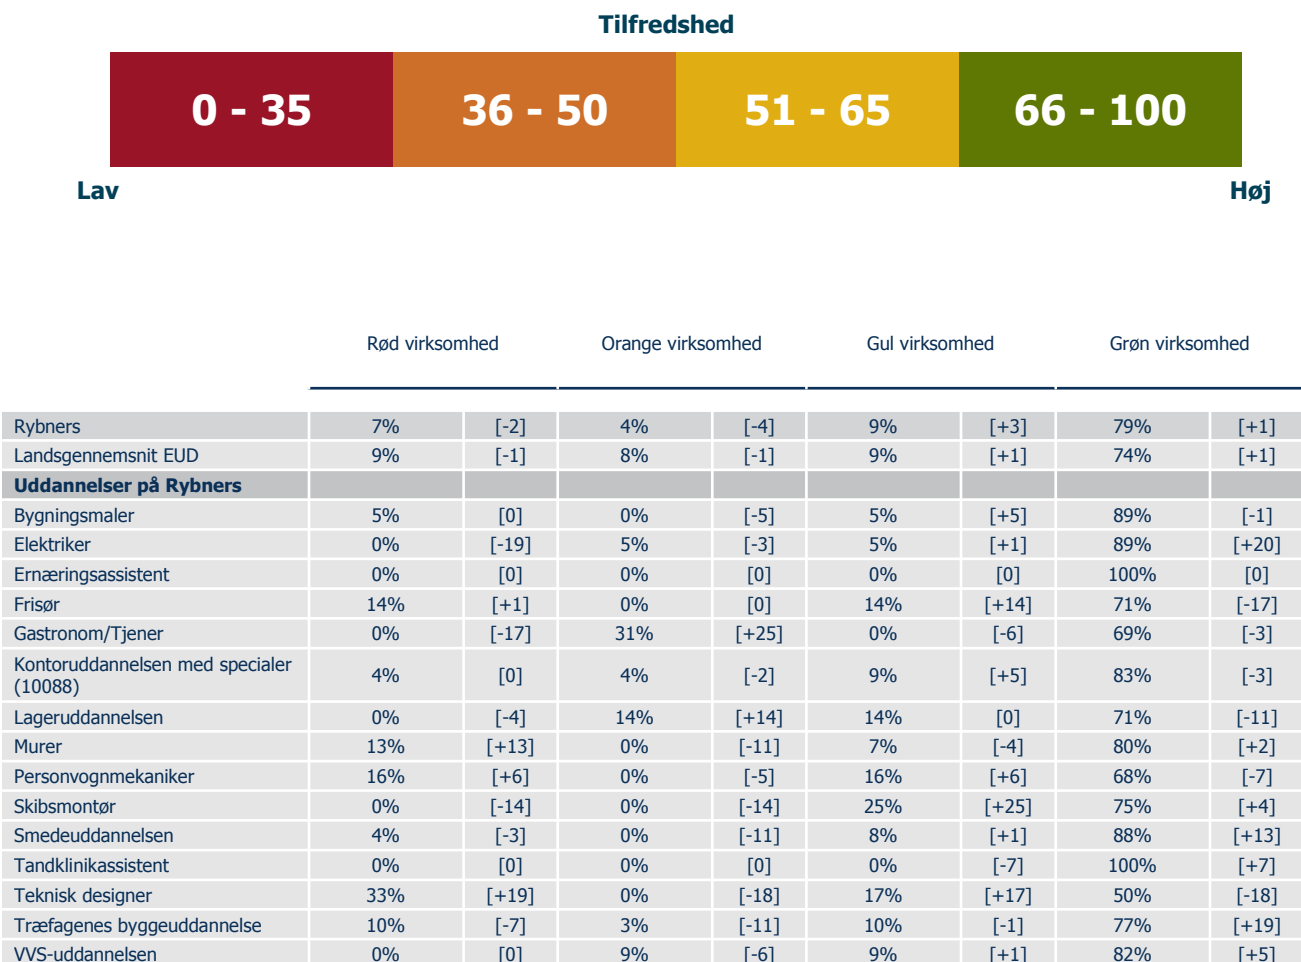 Tilfredshed
0 - 35 36 - 50 51 - 65 66 - 100
Lav Høj
Rød virksomhed Orange virksomhed Gul virksomhed Grøn virksomhed
Rybners 7% [-2] 4% [-4] 9% [+3] 79% [+1]
Landsgennemsnit EUD 9% [-1] 8% [-1] 9% [+1] 74% [+1]
Uddannelser på Rybners
Bygningsmaler 5% [0] 0% [-5] 5% [+5] 89% [-1]
Elektriker 0% [-19] 5% [-3] 5% [+1] 89% [+20]
Ernæringsassistent 0% [0] 0% [0] 0% [0] 100% [0]
Frisør 14% [+1] 0% [0] 14% [+14] 71% [-17]
Gastronom/Tjener 0% [-17] 31% [+25] 0% [-6] 69% [-3]
Kontoruddannelsen med specialer
(10088) 4% [0] 4% [-2] 9% [+5] 83% [-3]
Lageruddannelsen 0% [-4] 14% [+14] 14% [0] 71% [-11]
Murer 13% [+13] 0% [-11] 7% [-4] 80% [+2]
Personvognmekaniker 16% [+6] 0% [-5] 16% [+6] 68% [-7]
Skibsmontør 0% [-14] 0% [-14] 25% [+25] 75% [+4]
Smedeuddannelsen 4% [-3] 0% [-11] 8% [+1] 88% [+13]
Tandklinikassistent 0% [0] 0% [0] 0% [-7] 100% [+7]
Teknisk designer 33% [+19] 0% [-18] 17% [+17] 50% [-18]
Træfagenes byggeuddannelse 10% [-7] 3% [-11] 10% [-1] 77% [+19]
VVS-uddannelsen 0% [0] 9% [-6] 9% [+1] 82% [+5]